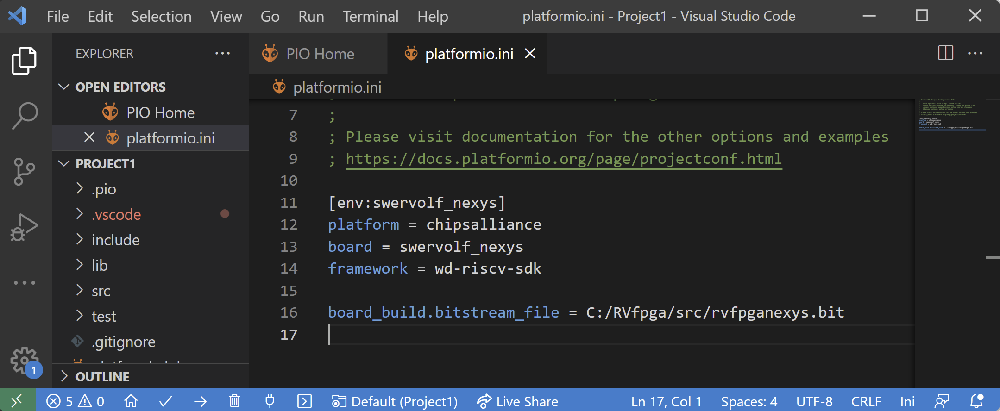 File Edit Selection View Go Run Terminal Help platformio.ini - Project1 - Visual Studio Code
EXPLORER
OPEN EDITORS
PIO Home
platformio.ini
PROJECT1
.pio
.vscode
include
lib
src
test
.gitignore
OUTLINE
PIO Home platformio.ini
platformio.ini
7 ;
8 ; Please visit documentation for the other options and examples
9 ; https://docs.platformio.org/page/projectconf.html
10
11 [env:swervolf_nexys]
12 platform = chipsalliance
13 board = swervolf_nexys
14 framework = wd-riscv-sdk
15
16 board_build.bitstream_file = C:/RVfpga/src/rvfpganexys.bit
17
1
5 0 Default (Project1) Live Share Ln 17, Col 1 Spaces: 4 UTF-8 CRLF Ini